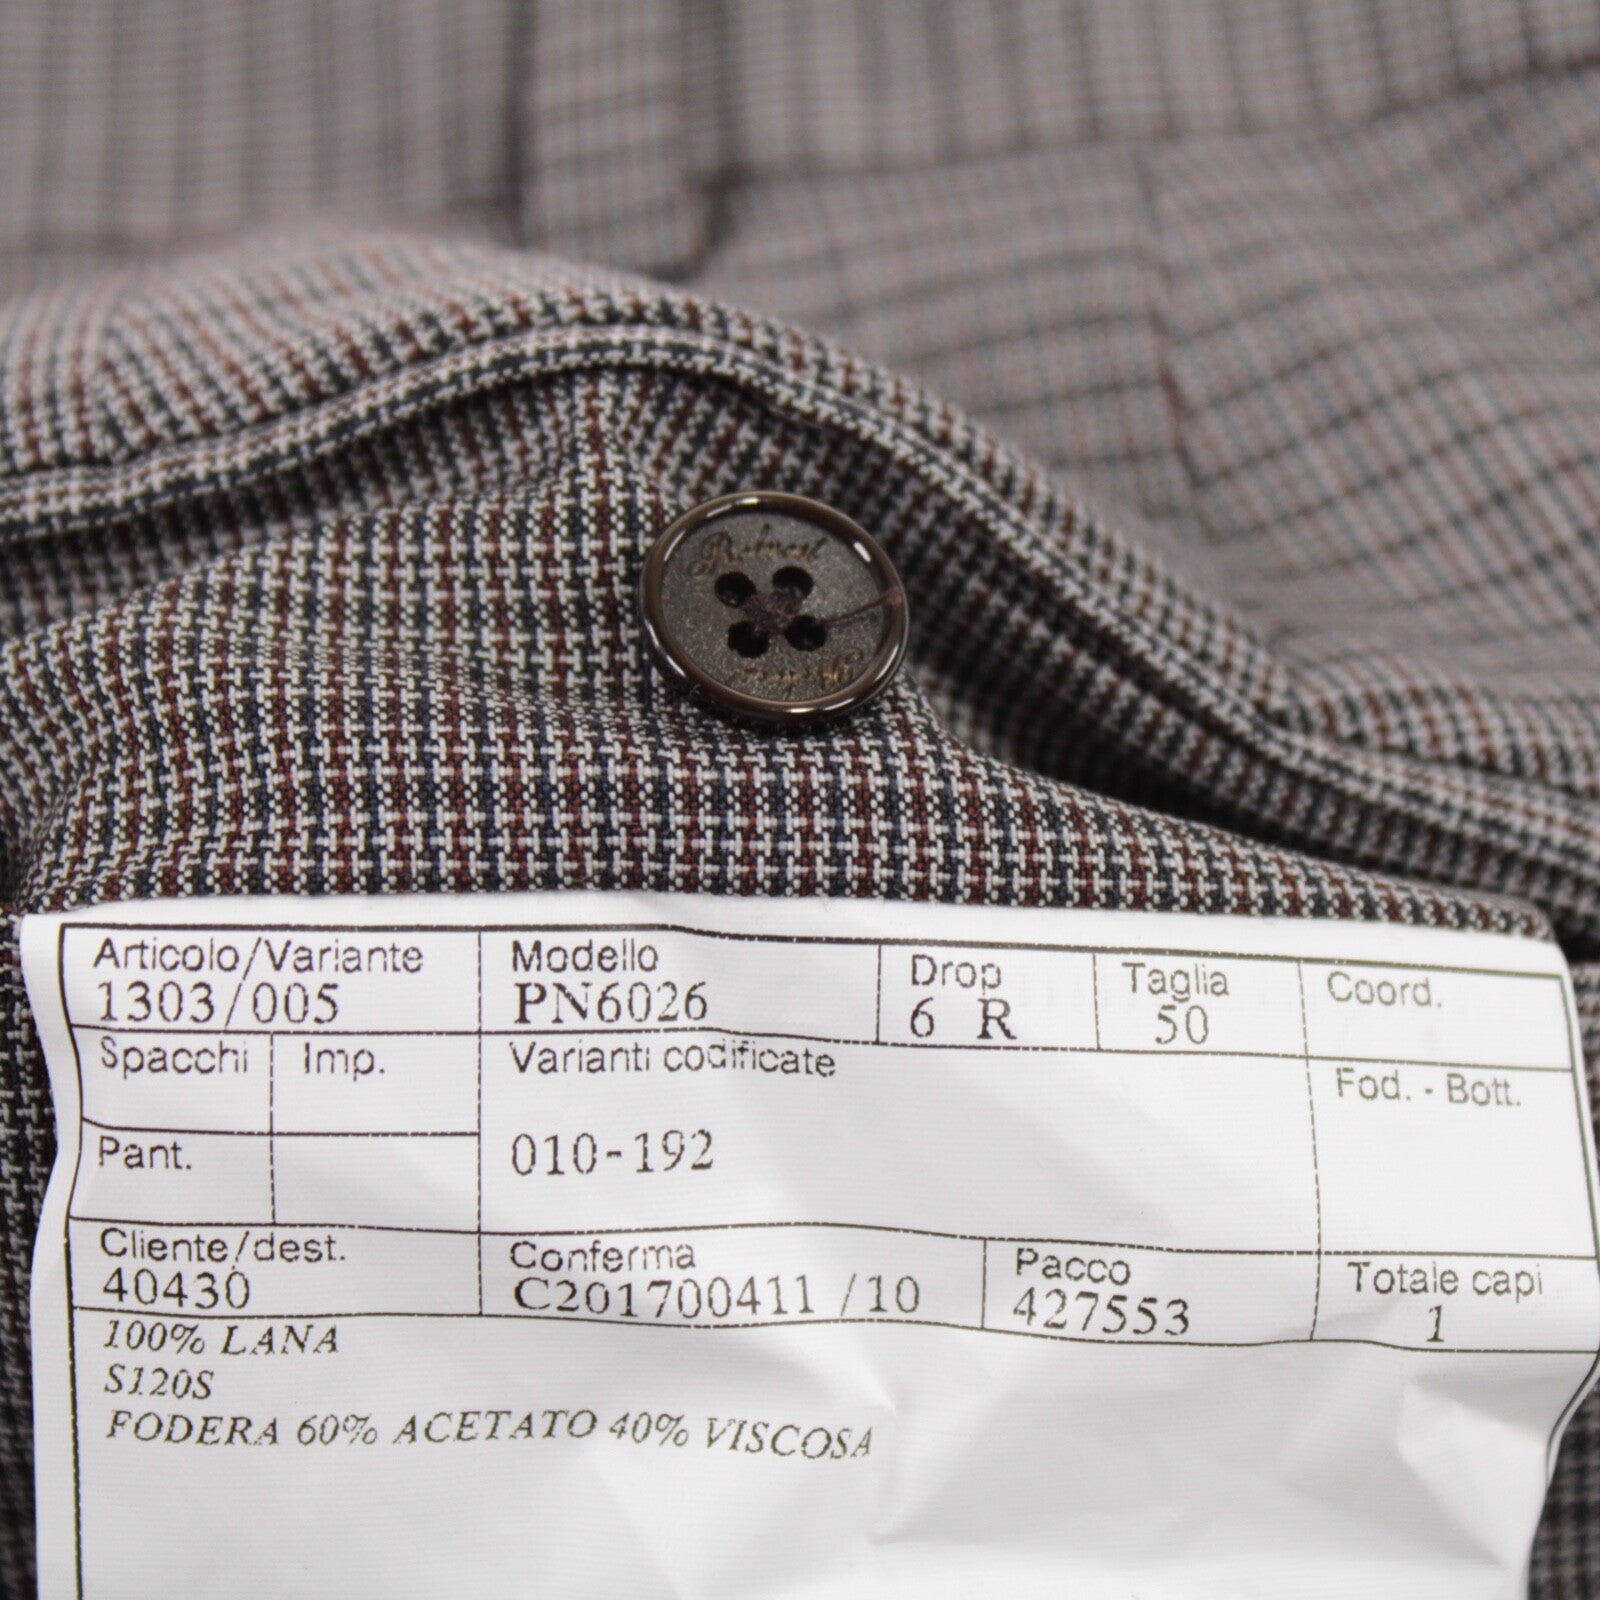 Belvest
Belvest
Articolo/Variante Modello Drop Taglia Coord.
1303/005 PN6026 6 R 50
Spacchi Imp. Varianti codificate Fod. - Bott.
Pant. 010-192
Cliente/dest. Conferma Pacco Totale capi
40430 C201700411 /10 427553 1
100% LANA
S120S
FODERA 60% ACETATO 40% VISCOSA